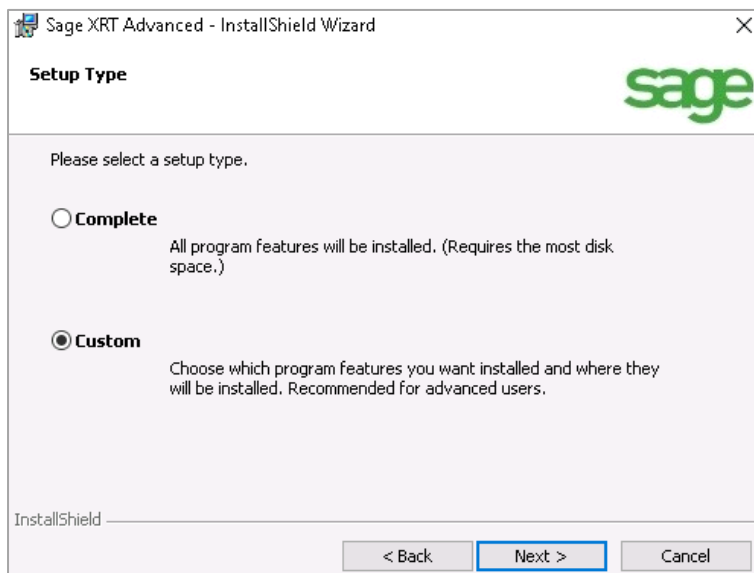 Sage XRT Advanced - InstallShield Wizard
Setup Type
sage
Please select a setup type.
Complete
All program features will be installed. (Requires the most disk
space.)
Custom
Choose which program features you want installed and where they
will be installed. Recommended for advanced users.
InstallShield
< Back Next > Cancel